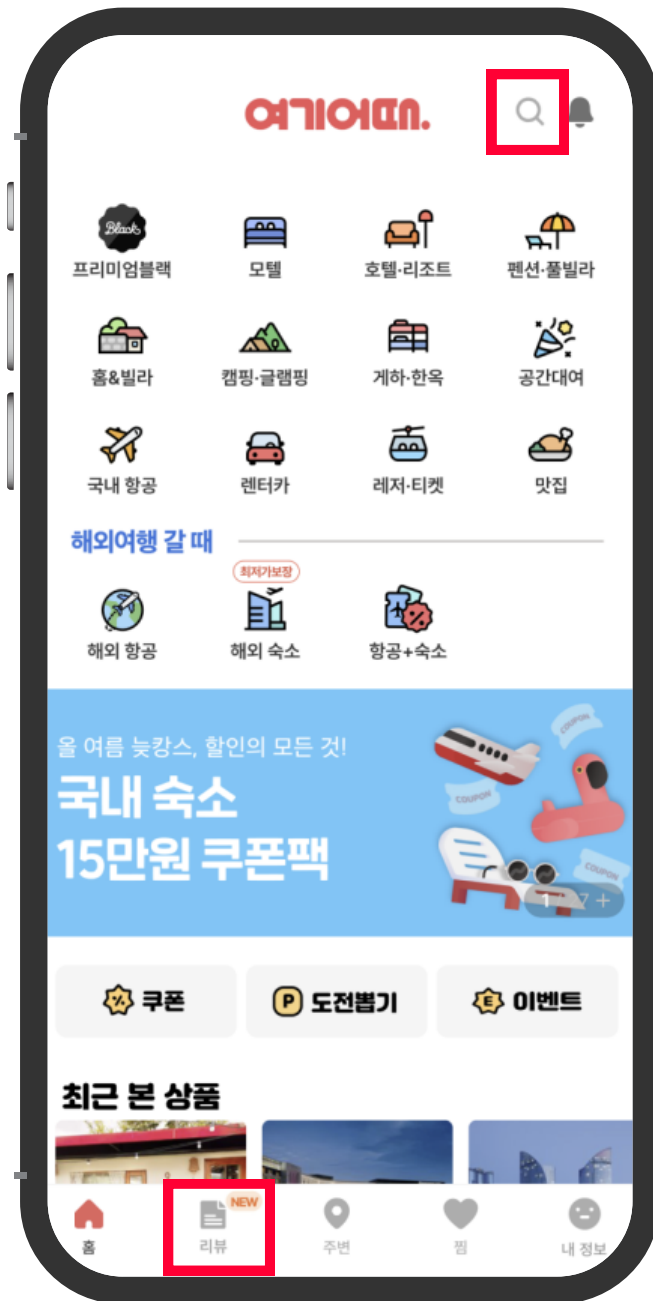 여기어때.
Black
프리미엄블랙
모텔
호텔·리조트
펜션·풀빌라
홈&빌라
캠핑·글램핑
게하·한옥
공간대여
국내 항공
렌터카
레저·티켓
맛집
해외여행 갈 때
최저가보장
해외 항공
해외 숙소
항공+숙소
올 여름 늦캉스, 할인의 모든 것!
국내 숙소
15만원 쿠폰팩
COUPON
COUPON
COUPON
1 7 +
% 쿠폰
P 도전뽑기
E 이벤트
최근 본 상품
NEW
홈
리뷰
주변
찜
내 정보